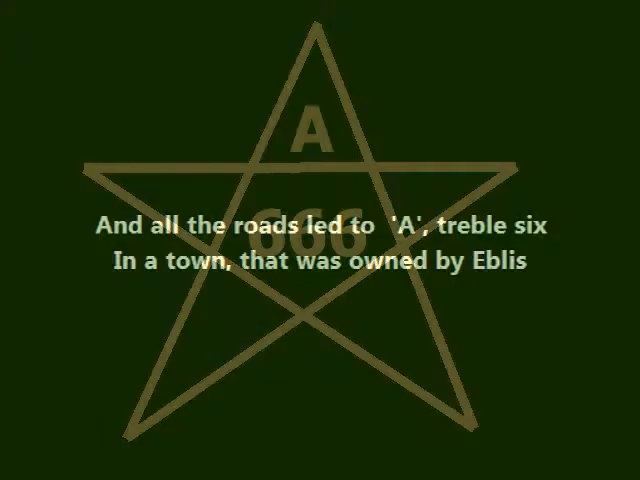 A
666
And all the roads led to 'A', treble six
In a town, that was owned by Eblis